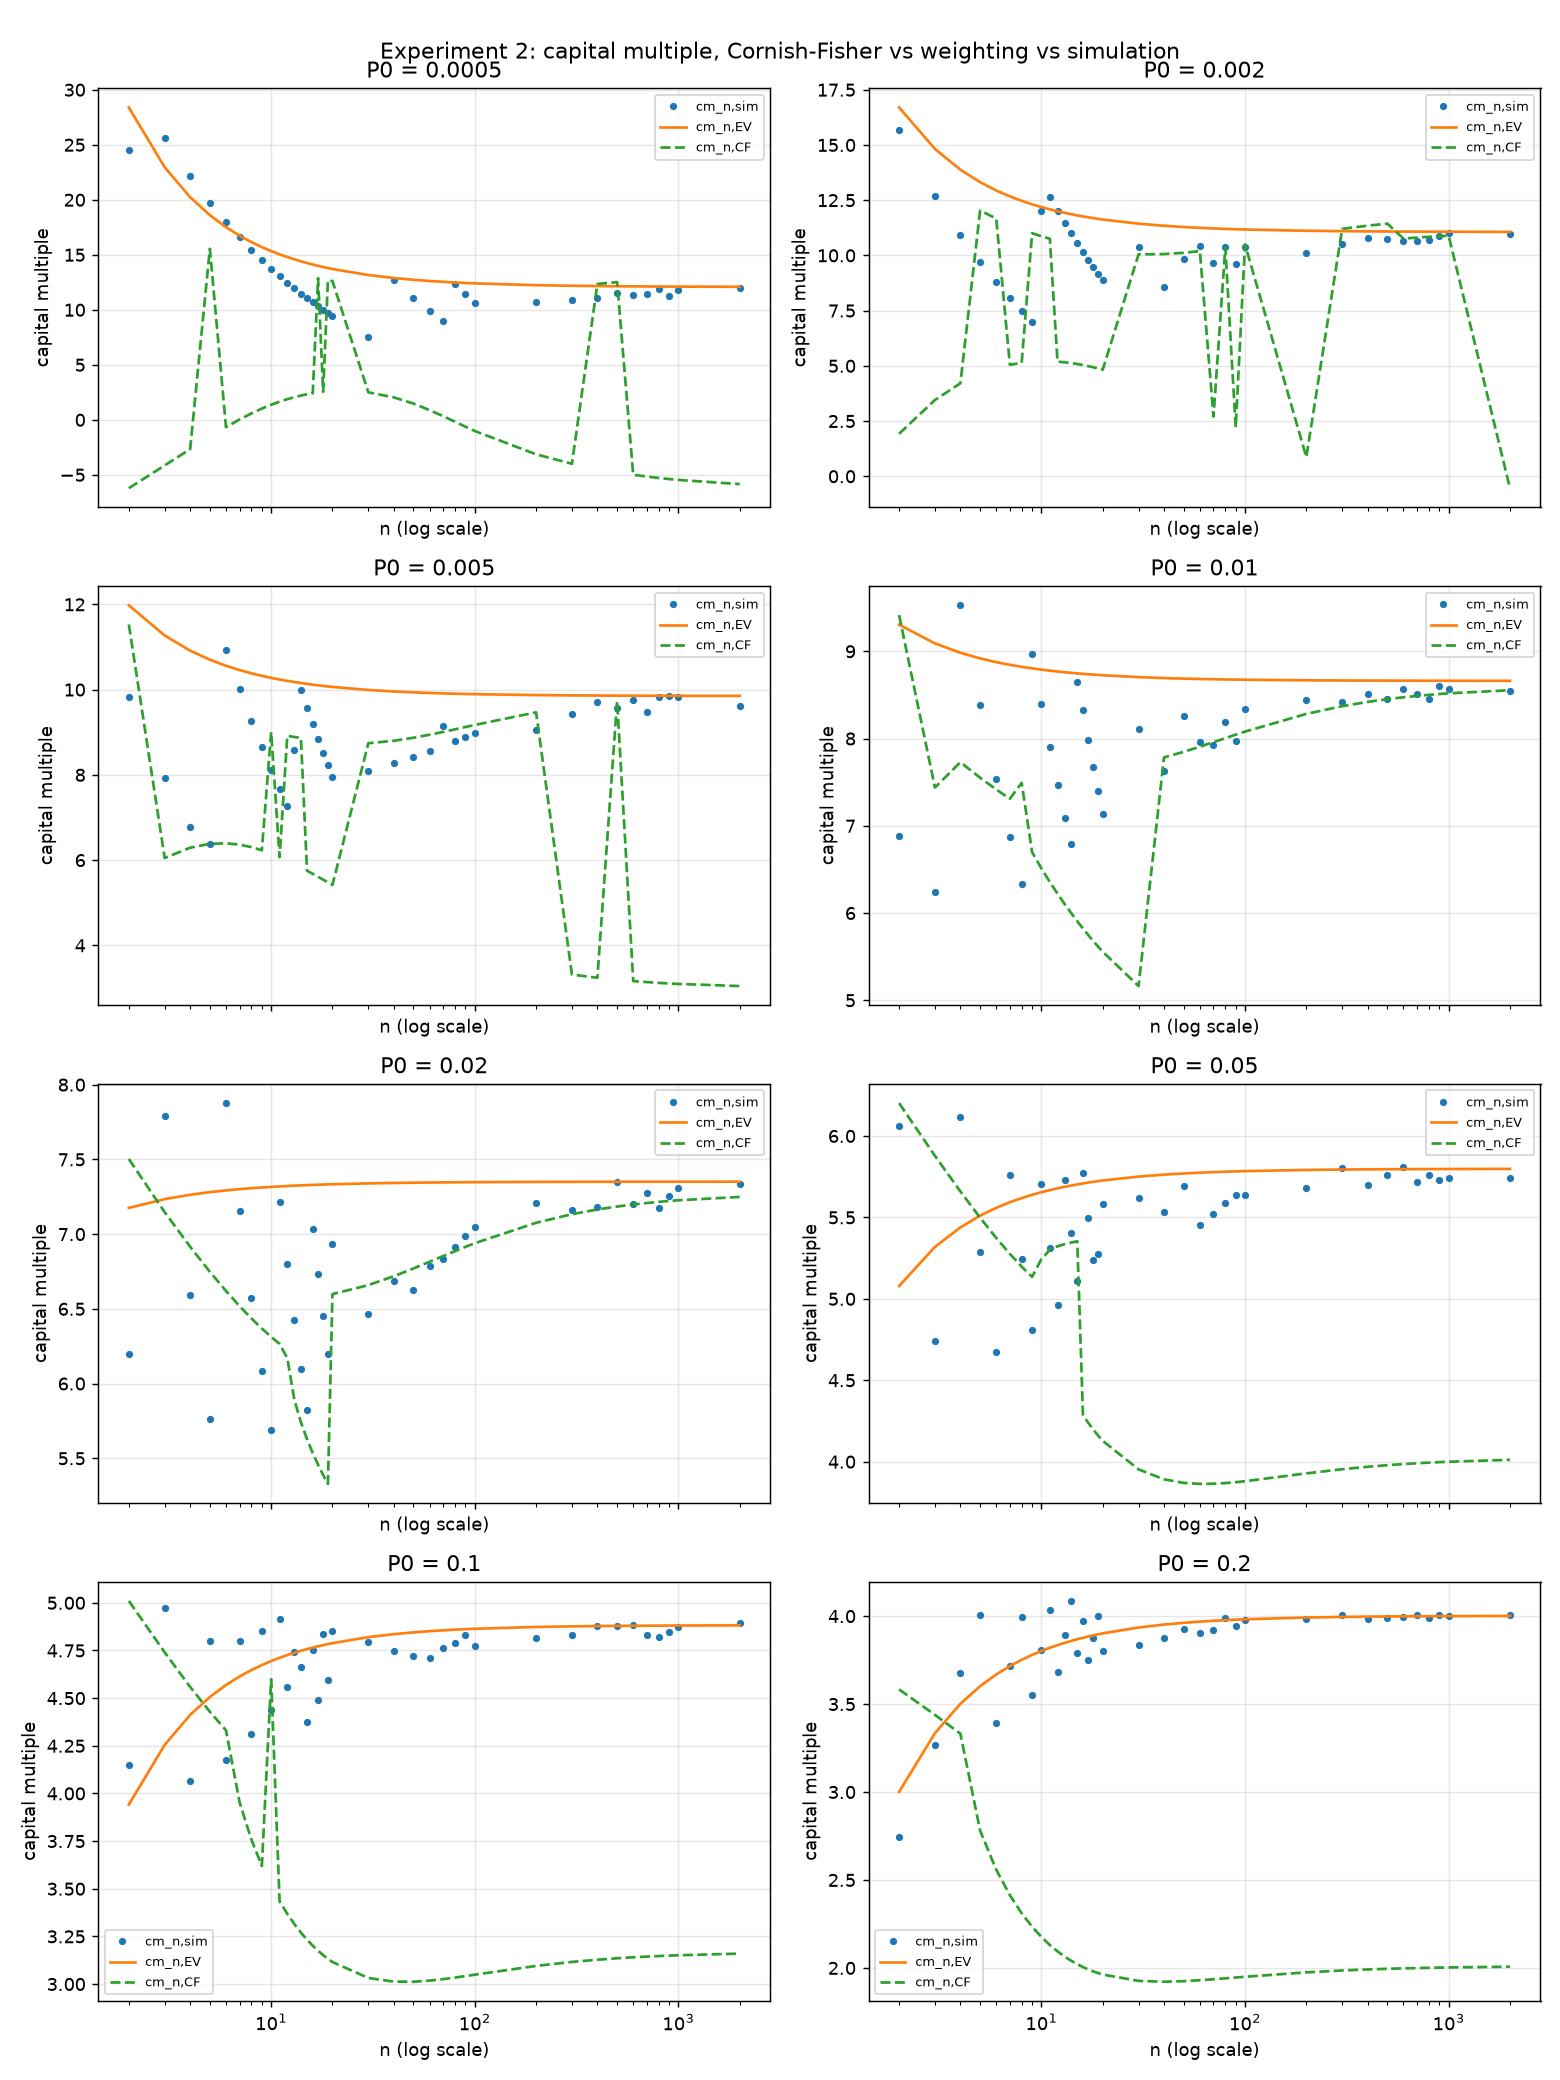 Experiment 2: capital multiple, Cornish-Fisher vs weighting vs simulation
P0 = 0.0005
30
25
20
15
10
5
0
−5
capital multiple
n (log scale)
cm_n,sim
cm_n,EV
cm_n,CF
P0 = 0.002
17.5
15.0
12.5
10.0
7.5
5.0
2.5
0.0
capital multiple
n (log scale)
cm_n,sim
cm_n,EV
cm_n,CF
P0 = 0.005
12
10
8
6
4
capital multiple
n (log scale)
cm_n,sim
cm_n,EV
cm_n,CF
P0 = 0.01
9
8
7
6
5
capital multiple
n (log scale)
cm_n,sim
cm_n,EV
cm_n,CF
P0 = 0.02
8.0
7.5
7.0
6.5
6.0
5.5
capital multiple
n (log scale)
cm_n,sim
cm_n,EV
cm_n,CF
P0 = 0.05
6.0
5.5
5.0
4.5
4.0
capital multiple
n (log scale)
cm_n,sim
cm_n,EV
cm_n,CF
P0 = 0.1
5.00
4.75
4.50
4.25
4.00
3.75
3.50
3.25
3.00
capital multiple
cm_n,sim
cm_n,EV
cm_n,CF
10¹ 10² 10³
n (log scale)
P0 = 0.2
4.0
3.5
3.0
2.5
2.0
capital multiple
cm_n,sim
cm_n,EV
cm_n,CF
10¹ 10² 10³
n (log scale)